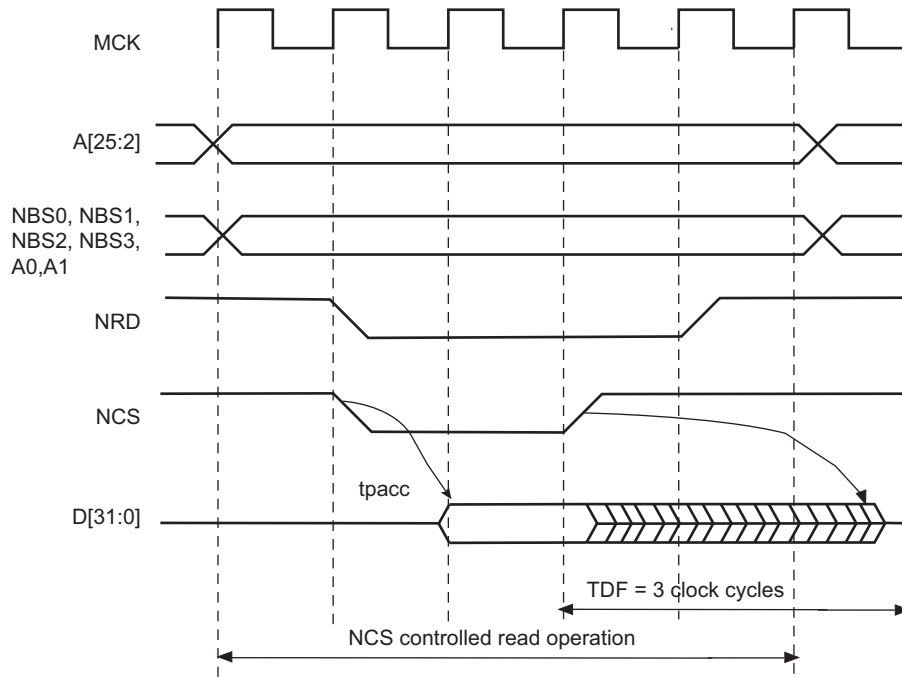 MCK
A[25:2]
NBS0, NBS1,
NBS2, NBS3,
A0,A1
NRD
NCS
tpacc
D[31:0]
TDF = 3 clock cycles
NCS controlled read operation